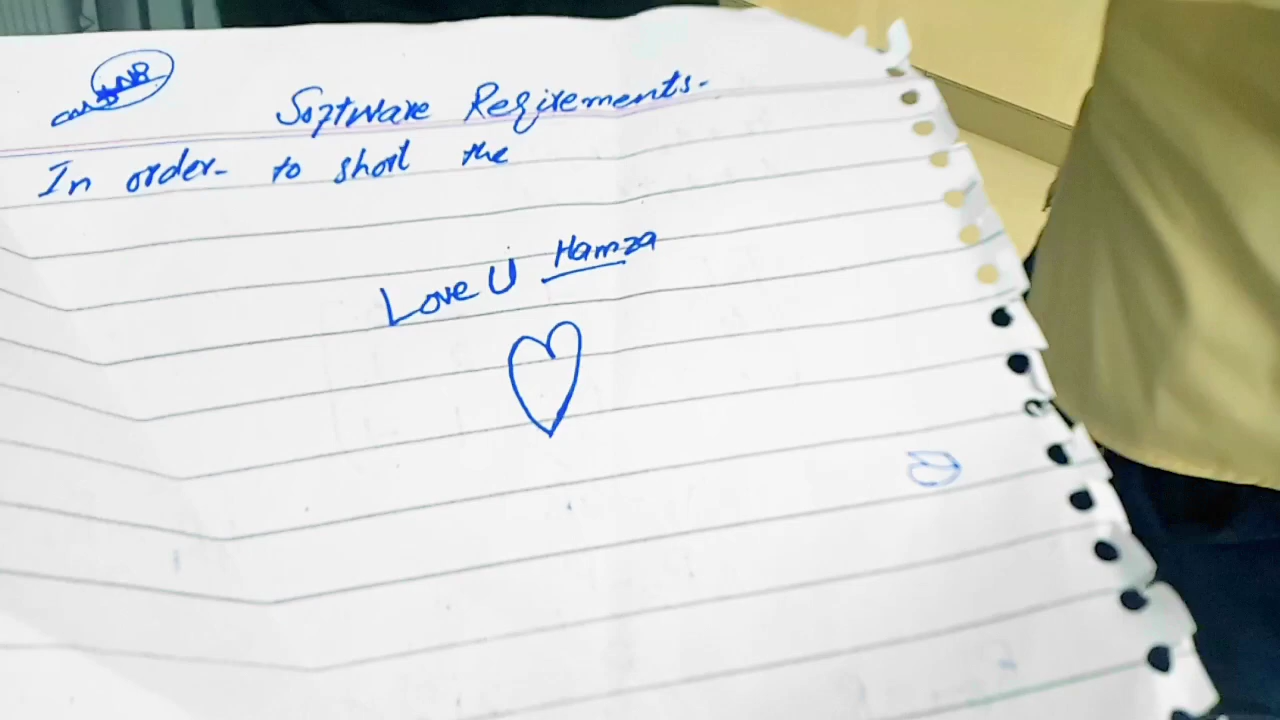 Software Reqirements.
In order to short the
Love U Hamza